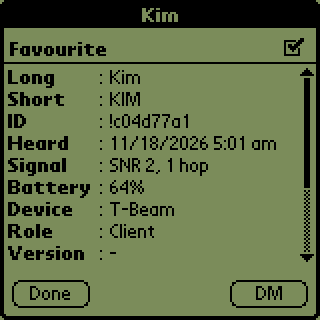 Kim
Favourite
Long : Kim
Short : KIM
ID : !c04d77a1
Heard : 11/18/2026 5:01 am
Signal : SNR 2, 1 hop
Battery : 64%
Device : T-Beam
Role : Client
Version : -
Done DM